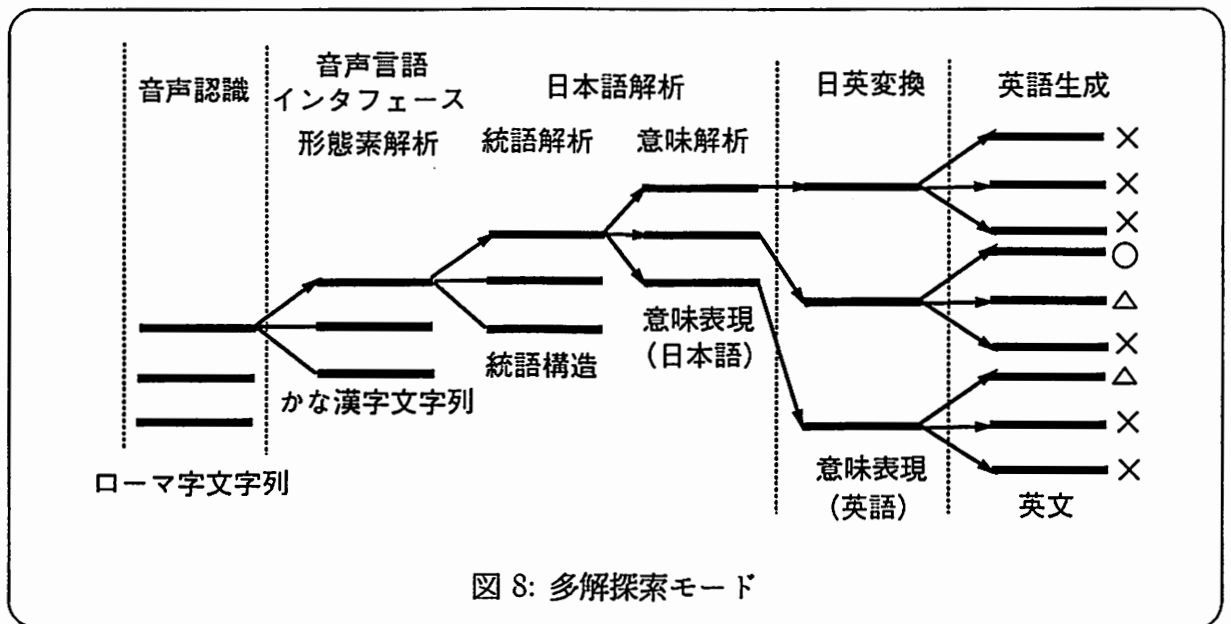 音声認識
音声言語
インタフェース
形態素解析
日本語解析
統語解析
意味解析
日英変換
英語生成
×
×
×
○
△
×
△
×
×
意味表現
(日本語)
統語構造
かな漢字文字列
ローマ字文字列
意味表現
(英語)
英文
図 8: 多解探索モード